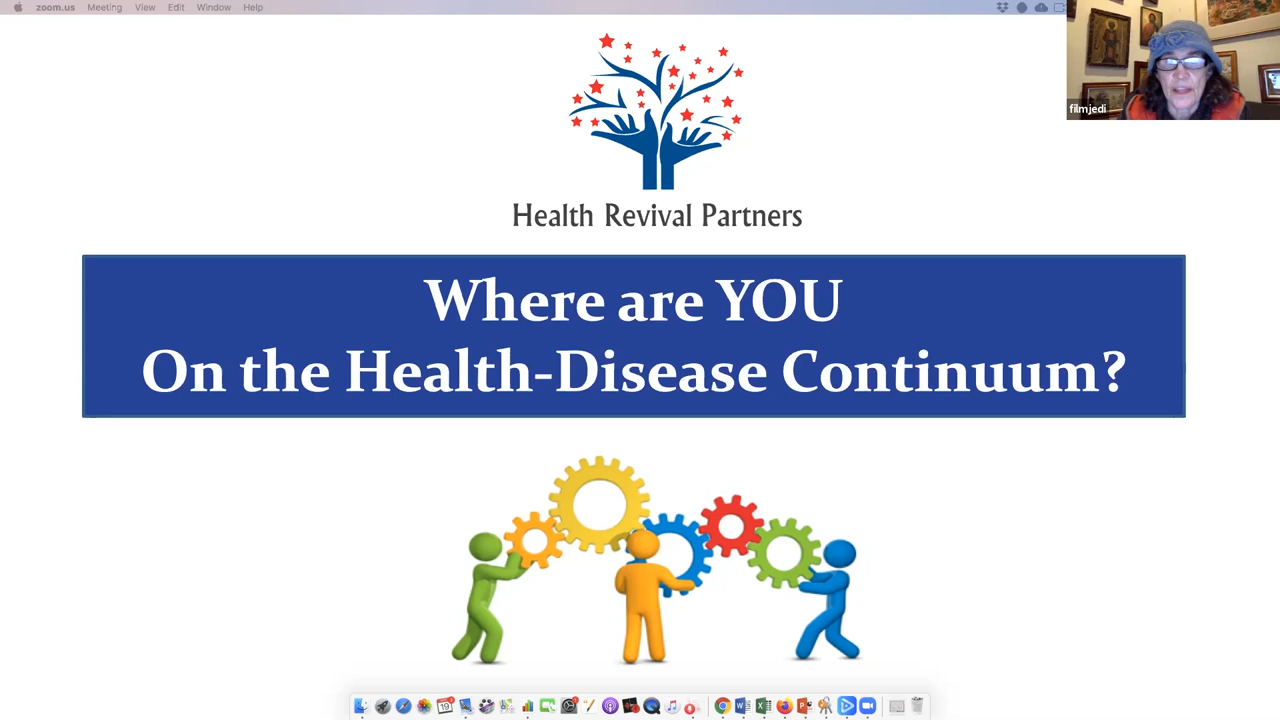 zoom.us Meeting View Edit Window Help
filmjedi
Health Revival Partners
Where are YOU
On the Health-Disease Continuum?
19